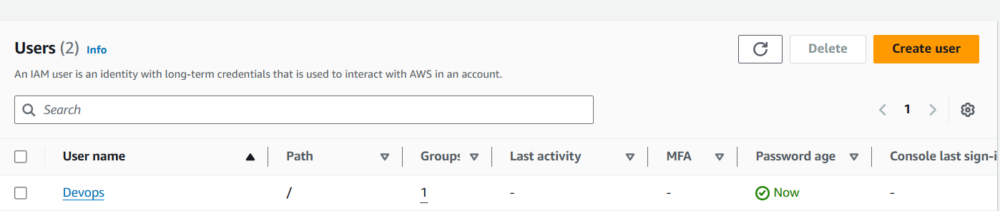 Users (2) Info
Delete
Create user
An IAM user is an identity with long-term credentials that is used to interact with AWS in an account.
Search
1
User name Path Groups Last activity MFA Password age Console last sign-i
Devops / 1 - - Now -